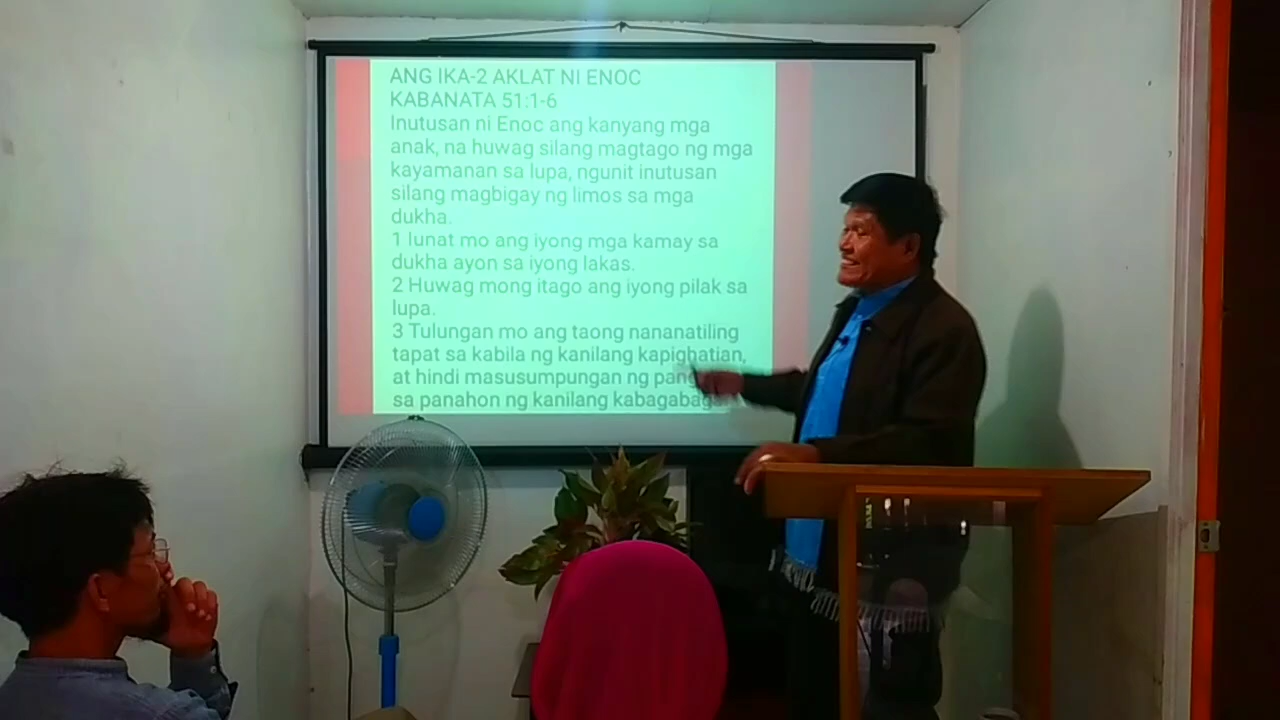 ANG IKA-2 AKLAT NI ENOC
KABANATA 51:1-6
Inutusan ni Enoc ang kanyang mga
anak, na huwag silang magtago ng mga
kayamanan sa lupa, ngunit inutusan
silang magbigay ng limos sa mga
dukha.
1 Iunat mo ang iyong mga kamay sa
dukha ayon sa iyong lakas.
2 Huwag mong itago ang iyong pilak sa
lupa.
3 Tulungan mo ang taong nananatiling
tapat sa kabila ng kanilang kapighatian,
at hindi masusumpungan ng
sa panahon ng kanilang